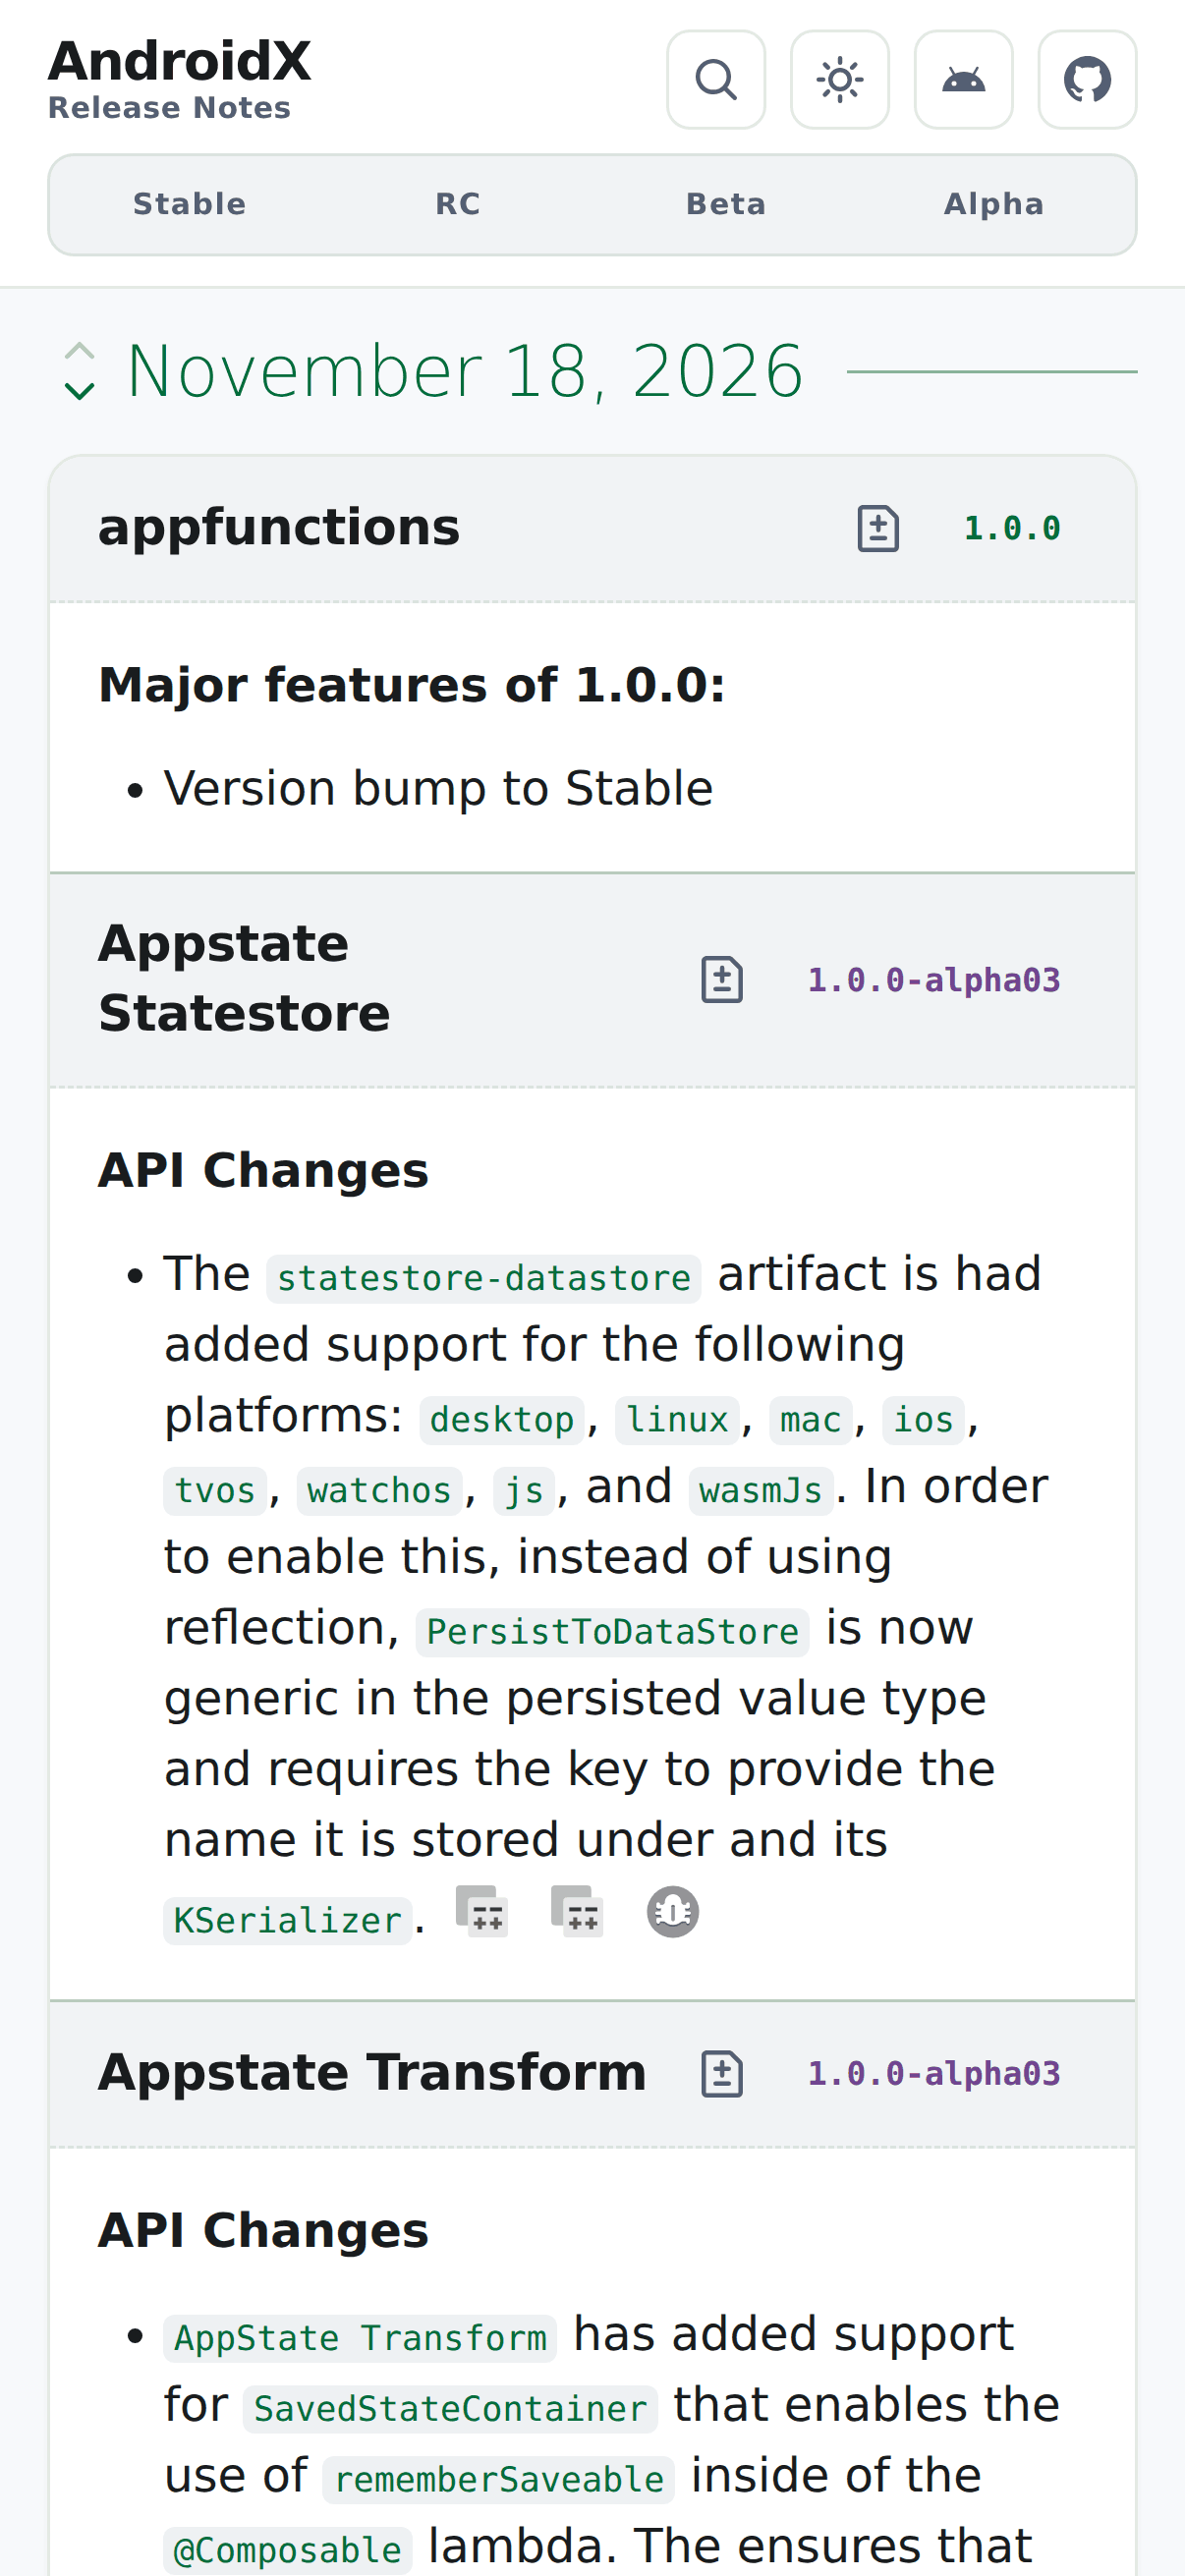 AndroidX
Release Notes
Stable RC Beta Alpha
November 18, 2026
appfunctions 1.0.0
Major features of 1.0.0:
• Version bump to Stable
Appstate
Statestore
1.0.0-alpha03
API Changes
• The statestore-datastore artifact is had
added support for the following
platforms: desktop, linux, mac, ios,
tvos, watchos, js, and wasmJs. In order
to enable this, instead of using
reflection, PersistToDataStore is now
generic in the persisted value type
and requires the key to provide the
name it is stored under and its
KSerializer.
Appstate Transform 1.0.0-alpha03
API Changes
• AppState Transform has added support
for SavedStateContainer that enables the
use of rememberSaveable inside of the
@Composable lambda. The ensures that